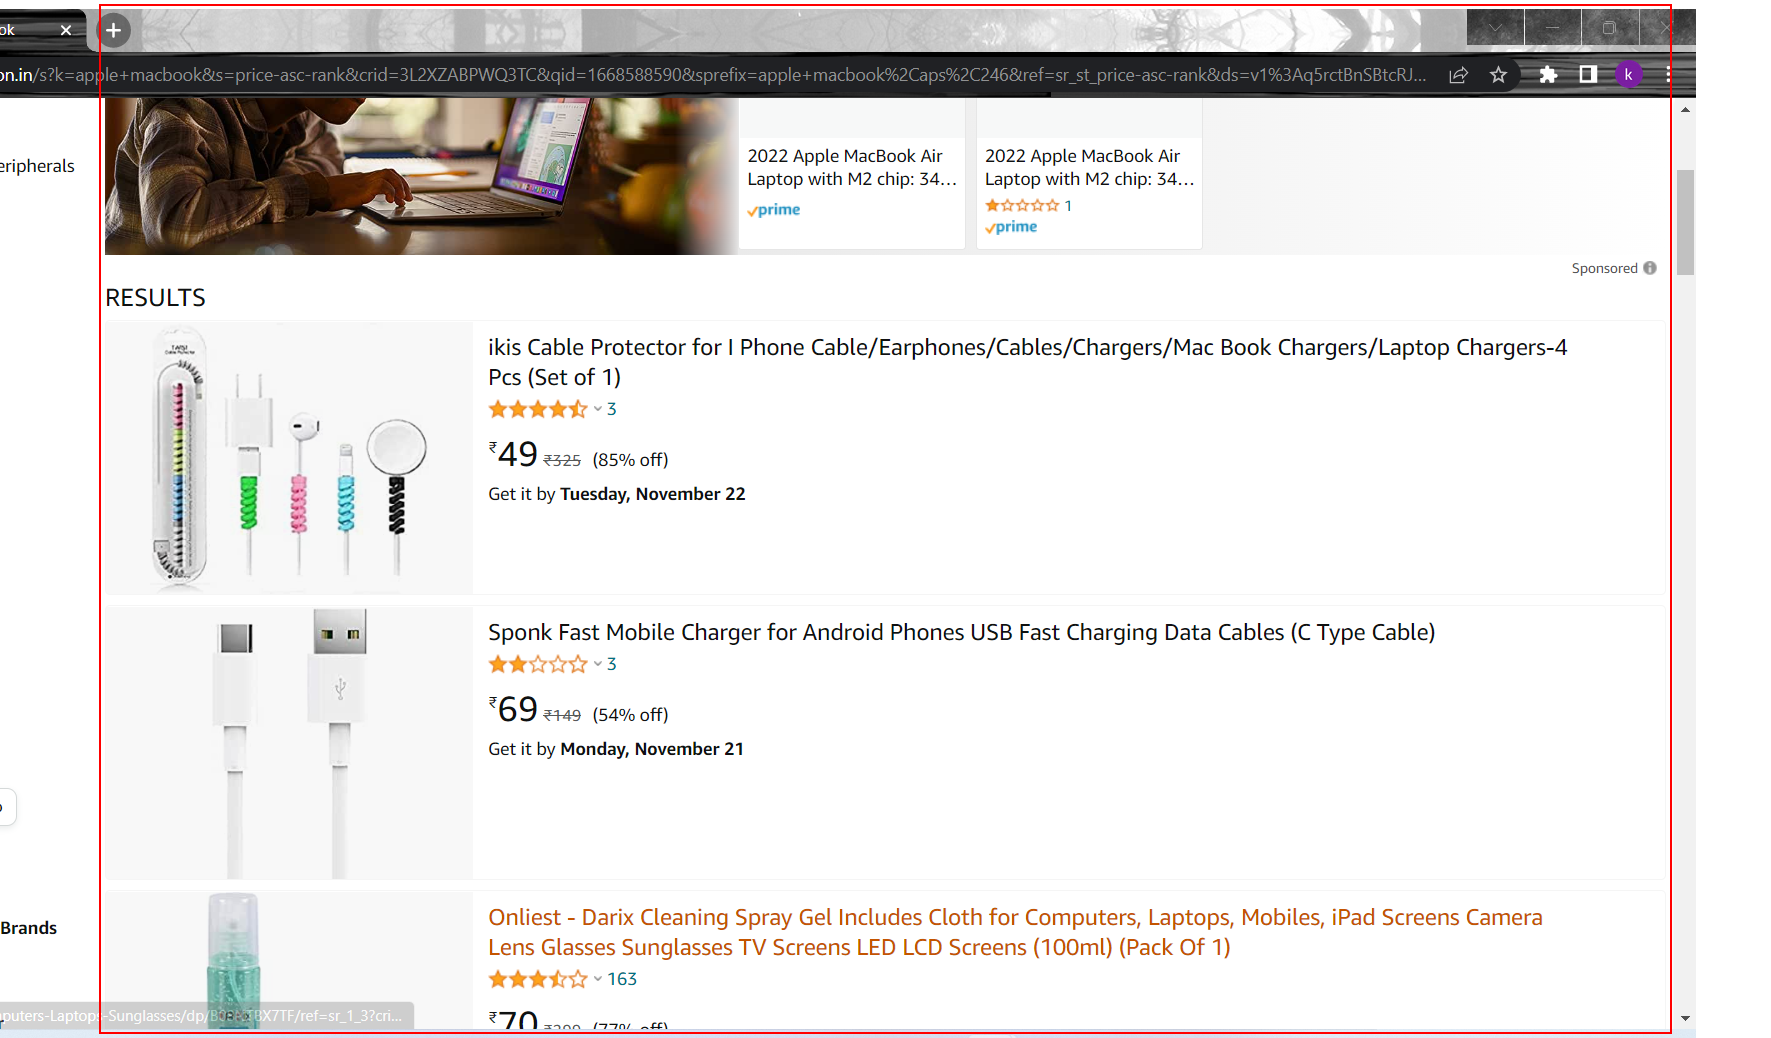 ok
on.in/s?k=apple+macbook&s=price-asc-rank&crid=3L2XZABPWQ3TC&qid=1668588590&sprefix=apple+macbook%2Caps%2C246&ref=sr_st_price-asc-rank&ds=v1%3Aq5rctBnSBtcRJ...
k
eripherals
2022 Apple MacBook Air
Laptop with M2 chip: 34...
prime
2022 Apple MacBook Air
Laptop with M2 chip: 34...
1
prime
Sponsored
RESULTS
ikis Cable Protector for I Phone Cable/Earphones/Cables/Chargers/Mac Book Chargers/Laptop Chargers-4
Pcs (Set of 1)
3
₹49 ₹325 (85% off)
Get it by Tuesday, November 22
Sponk Fast Mobile Charger for Android Phones USB Fast Charging Data Cables (C Type Cable)
3
₹69 ₹149 (54% off)
Get it by Monday, November 21
Brands
Onliest - Darix Cleaning Spray Gel Includes Cloth for Computers, Laptops, Mobiles, iPad Screens Camera
Lens Glasses Sunglasses TV Screens LED LCD Screens (100ml) (Pack Of 1)
163
₹70 (77% off)
puters-Laptops-Sunglasses/dp/
X7TF/ref=sr_1_3?cri...